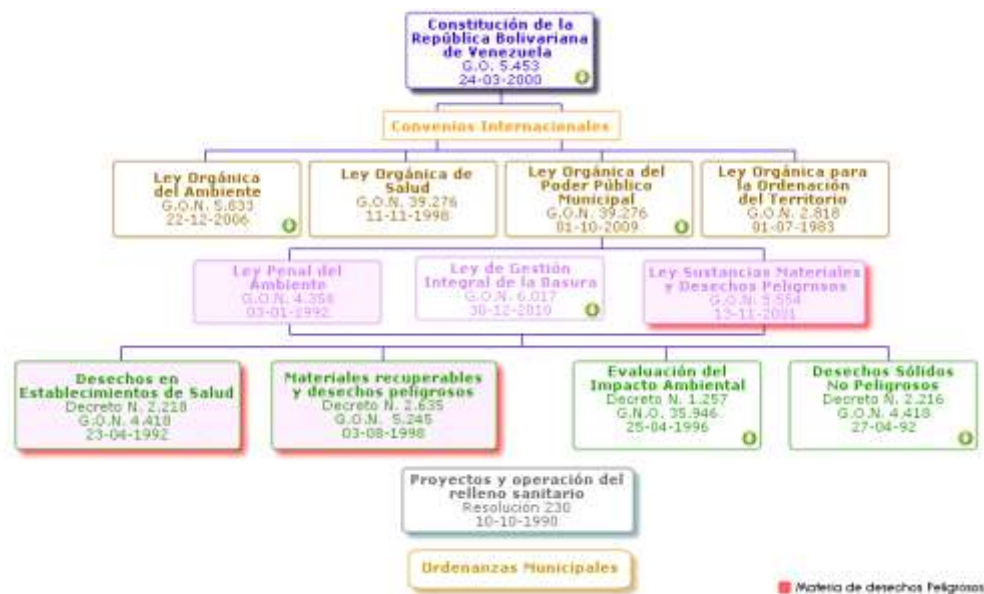 Constitución de la
República Bolivariana
de Venezuela
G.O. 5.453
24-03-2000
Convenios Internacionales
Ley Orgánica
del Ambiente
G.O.N. 5.833
22-12-2006
Ley Orgánica de
Salud
G.O.N. 39.276
11-11-1998
Ley Orgánica del
Poder Público
Municipal
G.O.N. 39.276
01-10-2009
Ley Orgánica para
la Ordenación
del Territorio
G.O.N. 2.818
01-07-1983
Ley Penal del
Ambiente
G.O.N. 4.358
03-01-1992
Ley de Gestión
Integral de la Basura
G.O.N. 6.017
30-12-2010
Ley Sustancias Materiales
y Desechos Peligrosos
G.O.N. 5.554
13-11-2001
Desechos en
Establecimientos de Salud
Decreto N. 2.218
G.O.N. 4.418
23-04-1992
Materiales recuperables
y desechos peligrosos
Decreto N. 2.635
G.O.N. 5.245
03-08-1998
Evaluación del
Impacto Ambiental
Decreto N. 1.257
G.N.O. 35.946
25-04-1996
Desechos Sólidos
No Peligrosos
Decreto N. 2.216
G.O.N. 4.418
27-04-92
Proyectos y operación del
relleno sanitario
Resolución 230
10-10-1990
Ordenanzas Municipales
Materia de desechos Peligrosos